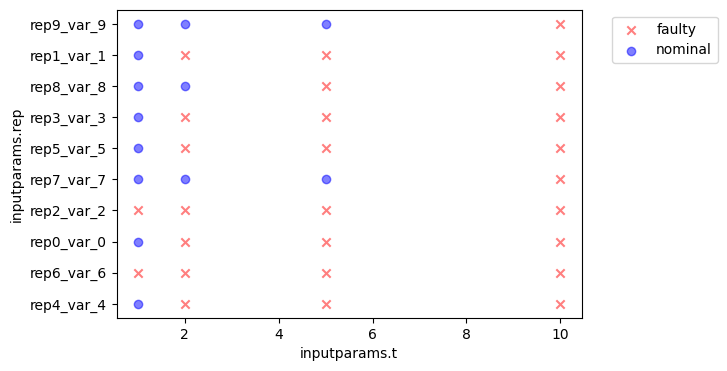 rep9_var_9
rep1_var_1
rep8_var_8
rep3_var_3
rep5_var_5
rep7_var_7
rep2_var_2
rep0_var_0
rep6_var_6
rep4_var_4
inputparams.rep
2 4 6 8 10
inputparams.t
faulty
nominal